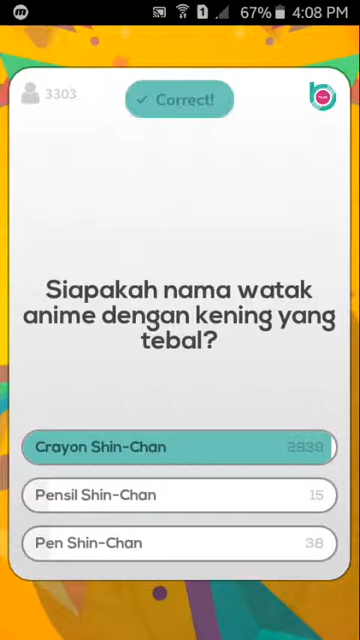 67% 4:08 PM
3303
✓ Correct!
Siapakah nama watak
anime dengan kening yang
tebal?
Crayon Shin-Chan
Pensil Shin-Chan 15
Pen Shin-Chan 38